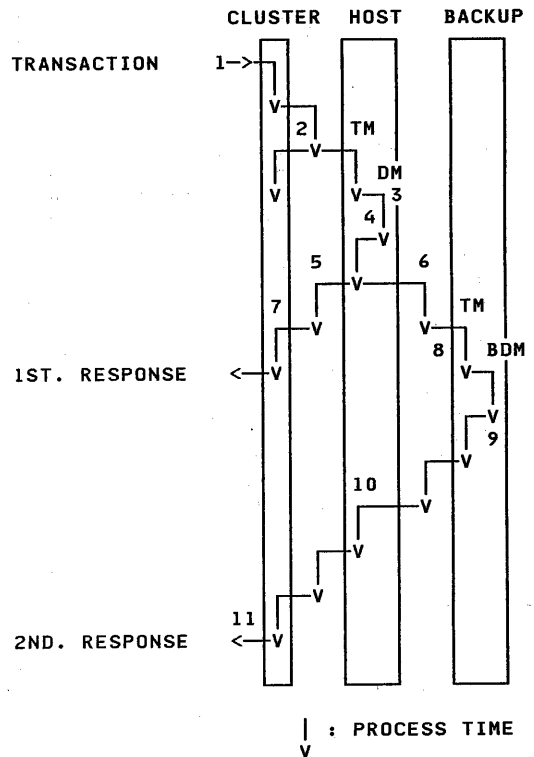 CLUSTER HOST BACKUP
TRANSACTION 1
2 TM
DM
3
4
5 6
7 TM
8 BDM
1ST. RESPONSE
9
10
11
2ND. RESPONSE
: PROCESS TIME